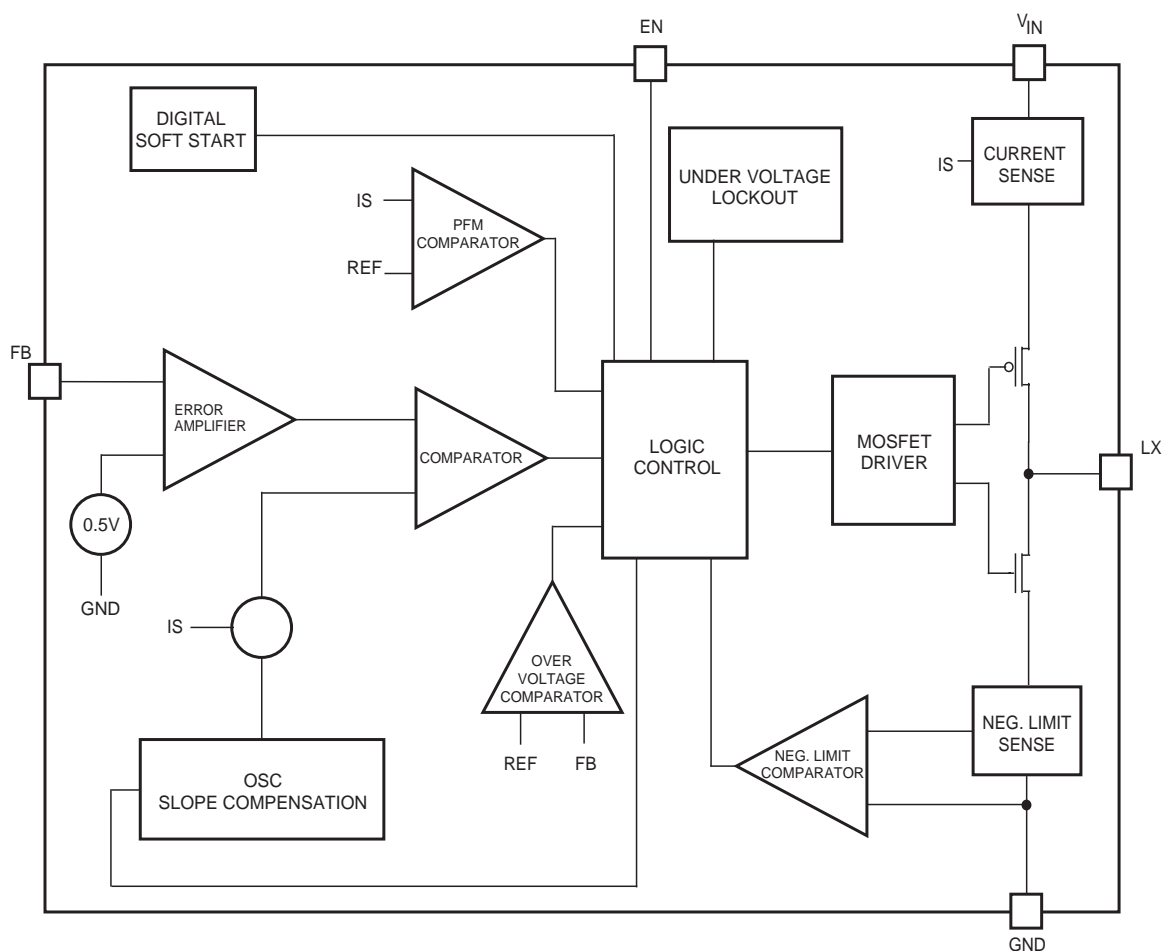 EN
VIN
DIGITAL
SOFT START
UNDER VOLTAGE
LOCKOUT
IS
CURRENT
SENSE
IS
PFM
COMPARATOR
REF
FB
ERROR
AMPLIFIER
COMPARATOR
LOGIC
CONTROL
MOSFET
DRIVER
LX
0.5V
GND
IS
OVER
VOLTAGE
COMPARATOR
REF
FB
NEG. LIMIT
COMPARATOR
NEG. LIMIT
SENSE
OSC
SLOPE COMPENSATION
GND